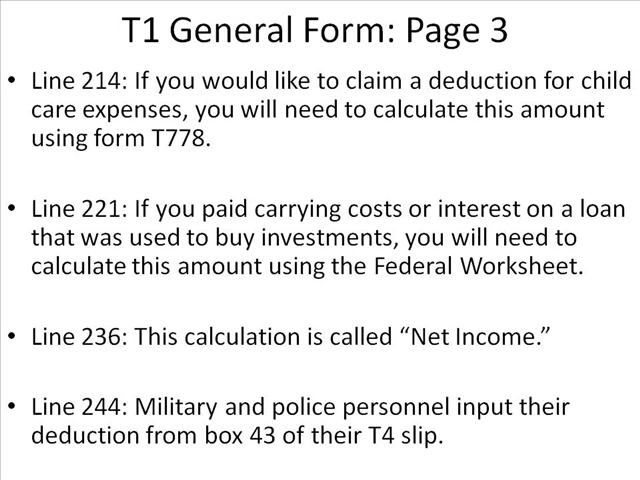 T1 General Form: Page 3
• Line 214: If you would like to claim a deduction for child
care expenses, you will need to calculate this amount
using form T778.
• Line 221: If you paid carrying costs or interest on a loan
that was used to buy investments, you will need to
calculate this amount using the Federal Worksheet.
• Line 236: This calculation is called “Net Income.”
• Line 244: Military and police personnel input their
deduction from box 43 of their T4 slip.